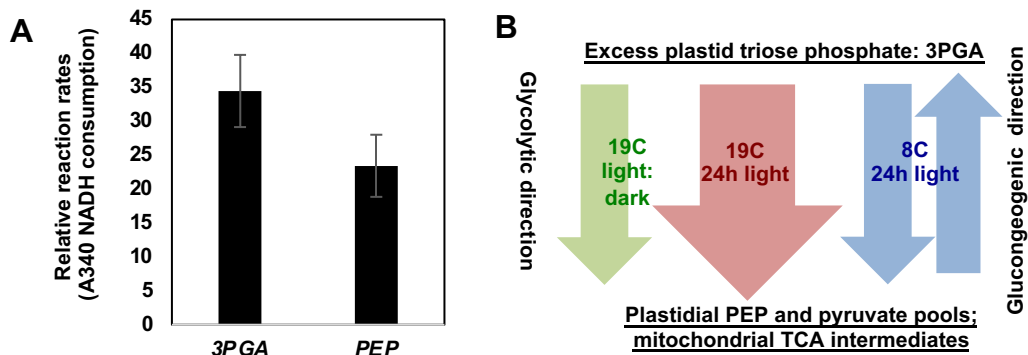 A
Relative reaction rates
(A340 NADH consumption)
45
40
35
30
25
20
15
10
5
0
3PGA PEP
B
Excess plastid triose phosphate: 3PGA
Glycolytic direction
19C
light:
dark
19C
24h light
8C
24h light
Glucongeogenic direction
Plastidial PEP and pyruvate pools;
mitochondrial TCA intermediates